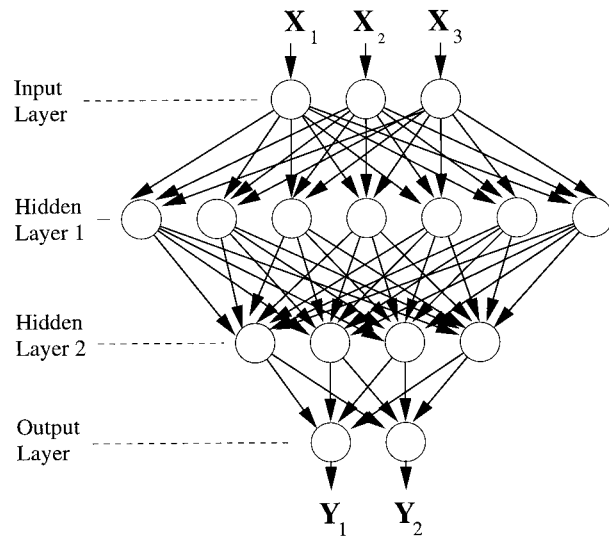 X1 X2 X3
Input
Layer
Hidden
Layer 1
Hidden
Layer 2
Output
Layer
Y1 Y2